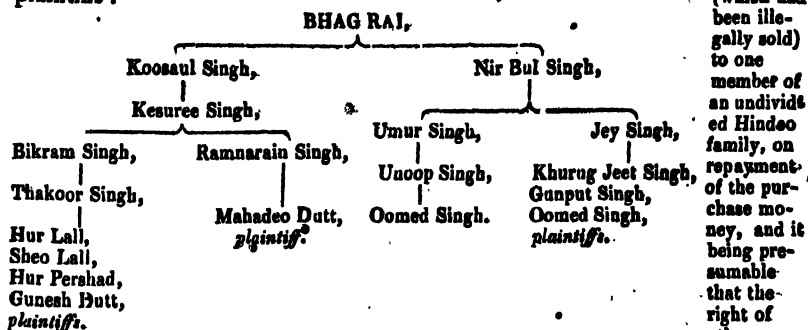 BHAG RAI,
Koosaul Singh, Nir Bul Singh,
Kesuree Singh,
Umur Singh, Jey Singh,
Bikram Singh, Ramnarain Singh,
Unoop Singh, Khurug Jeet Singh,
Thakoor Singh, Gunput Singh,
Mahadeo Dutt, Oomed Singh. Oomed Singh,
plaintiff. plaintiffs.
Hur Lall,
Sheo Lall,
Hur Pershad,
Gunesh Dutt,
plaintiffs.
been ille-
gally sold)
to one
member of
an undivid-
ed Hindoo
family, on
repayment
of the pur-
chase mo-
ney, and it
being pre-
sumable
that the
right of